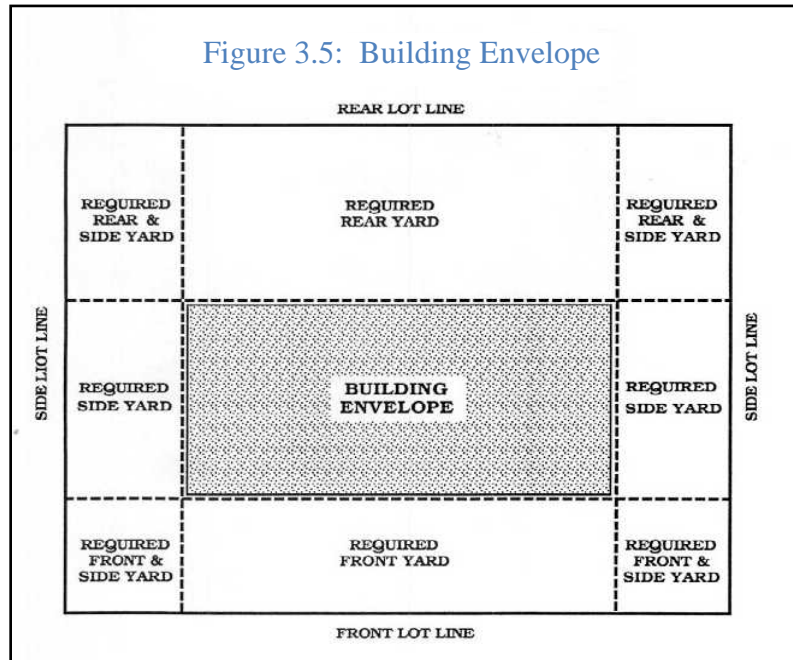 Figure 3.5: Building Envelope
REAR LOT LINE
REQUIRED
REAR &
SIDE YARD
REQUIRED
REAR YARD
REQUIRED
REAR &
SIDE YARD
SIDE LIOT LINE
REQUIRED
SIDE YARD
BUILDING
ENVELOPE
REQUIRED
SIDE YARD
SIDE LOT LINE
REQUIRED
FRONT &
SIDE YARD
REQUIRED
FRONT YARD
REQUIRED
FRONT &
SIDE YARD
FRONT LOT LINE